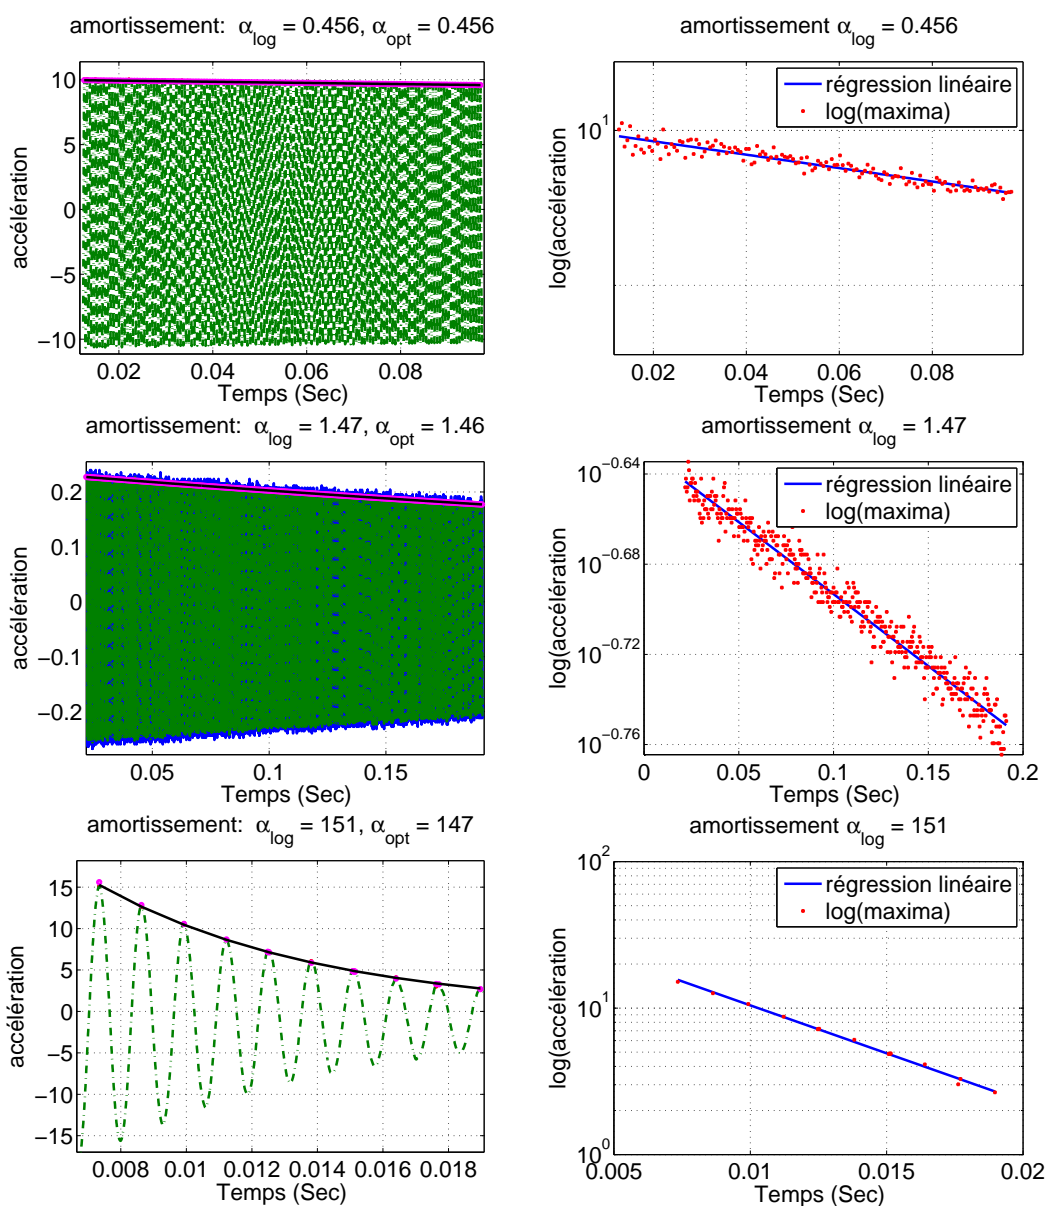 amortissement: α_log = 0.456, α_opt = 0.456
accélération
10
5
0
−5
−10
0.02 0.04 0.06 0.08
Temps (Sec)
amortissement α_log = 0.456
log(accélération
10^1
régression linéaire
log(maxima)
0.02 0.04 0.06 0.08
Temps (Sec)
amortissement: α_log = 1.47, α_opt = 1.46
accélération
0.2
0.1
0
−0.1
−0.2
0.05 0.1 0.15
Temps (Sec)
amortissement α_log = 1.47
log(accélération
10^−0.64
10^−0.68
10^−0.72
10^−0.76
régression linéaire
log(maxima)
0 0.05 0.1 0.15 0.2
Temps (Sec)
amortissement: α_log = 151, α_opt = 147
accélération
15
10
5
0
−5
−10
−15
0.008 0.01 0.012 0.014 0.016 0.018
Temps (Sec)
amortissement α_log = 151
log(accélération
10^2
10^1
10^0
régression linéaire
log(maxima)
0.005 0.01 0.015 0.02
Temps (Sec)